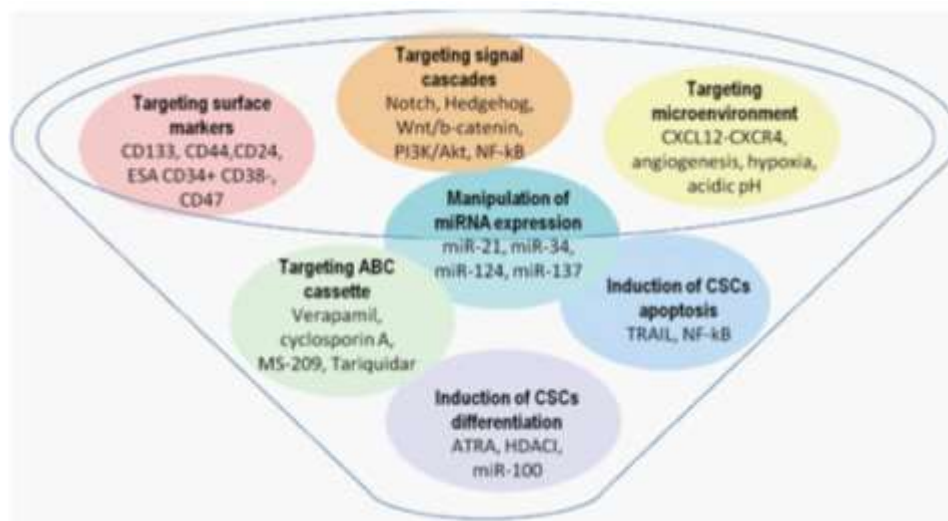 Targeting signal
cascades
Notch, Hedgehog,
Wnt/b-catenin,
PI3K/Akt, NF-kB
Targeting surface
markers
CD133, CD44,CD24,
ESA CD34+ CD38-,
CD47
Targeting
microenvironment
CXCL12-CXCR4,
angiogenesis, hypoxia,
acidic pH
Manipulation of
miRNA expression
miR-21, miR-34,
miR-124, miR-137
Targeting ABC
cassette
Verapamil,
cyclosporin A,
MS-209, Tariquidar
Induction of CSCs
apoptosis
TRAIL, NF-kB
Induction of CSCs
differentiation
ATRA, HDACI,
miR-100